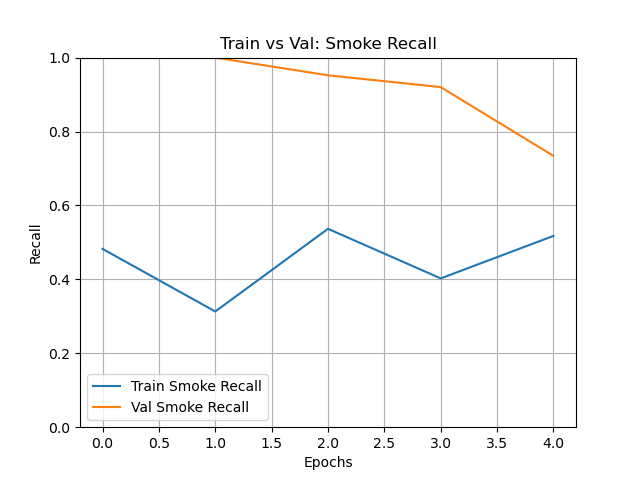 Train vs Val: Smoke Recall
1.0
0.8
0.6
0.4
0.2
0.0
Recall
Train Smoke Recall
Val Smoke Recall
0.0 0.5 1.0 1.5 2.0 2.5 3.0 3.5 4.0
Epochs